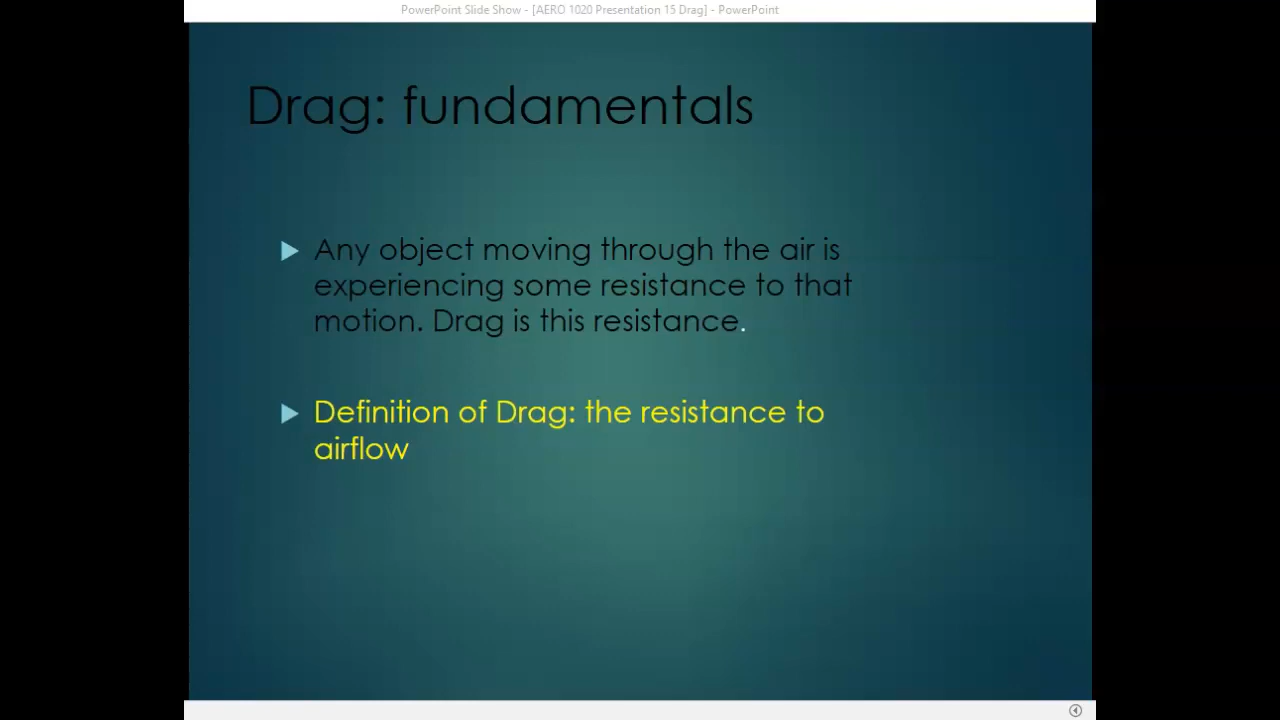 PowerPoint Slide Show - [AERO 1020 Presentation 15 Drag] - PowerPoint
Drag: fundamentals
Any object moving through the air is
experiencing some resistance to that
motion. Drag is this resistance.
Definition of Drag: the resistance to
airflow